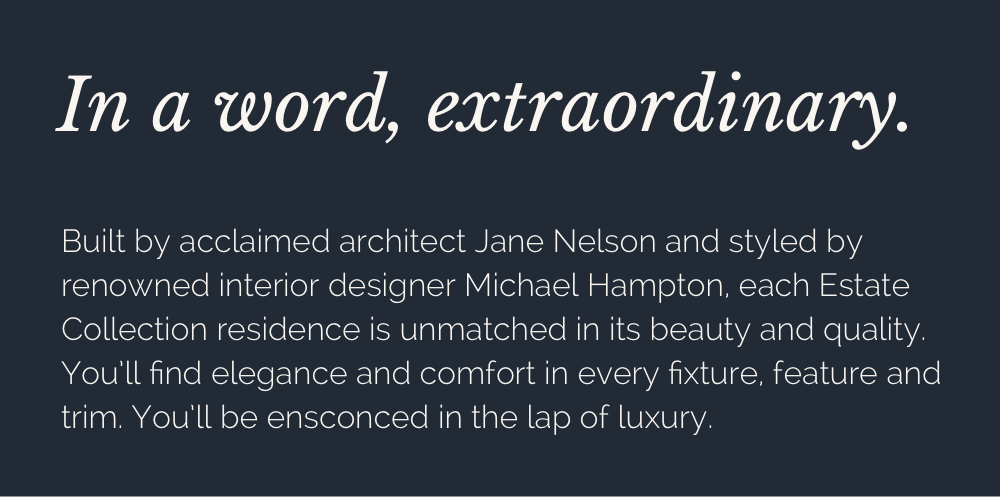 In a word, extraordinary.
Built by acclaimed architect Jane Nelson and styled by
renowned interior designer Michael Hampton, each Estate
Collection residence is unmatched in its beauty and quality.
You’ll find elegance and comfort in every fixture, feature and
trim. You’ll be ensconced in the lap of luxury.